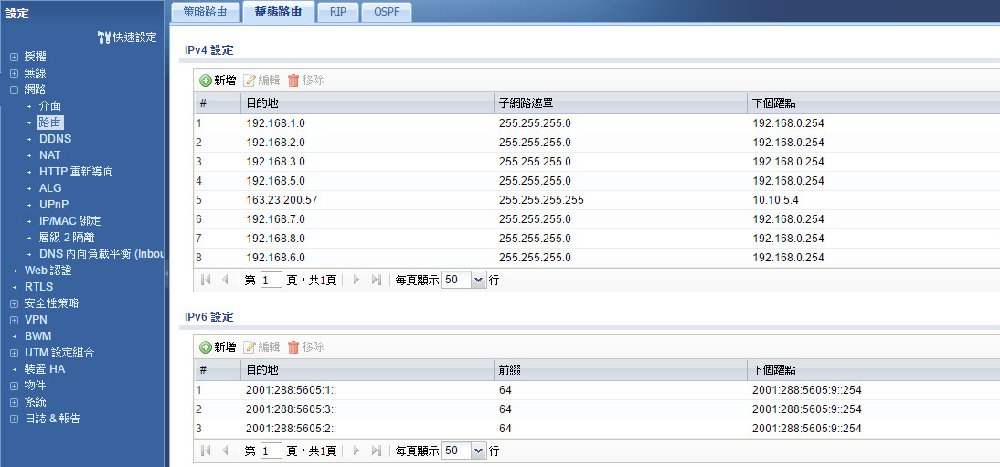 設定
快速設定
授權
無線
網路
介面
路由
DDNS
NAT
HTTP 重新導向
ALG
UPnP
IP/MAC 綁定
層級 2 隔離
DNS 內向負載平衡 (Inbou
Web 認證
RTLS
安全性策略
VPN
BWM
UTM 設定組合
裝置 HA
物件
系統
日誌 & 報告
策略路由 靜態路由 RIP OSPF
IPv4 設定
新增 編輯 移除
# 目的地 子網路遮罩 下個躍點
1 192.168.1.0 255.255.255.0 192.168.0.254
2 192.168.2.0 255.255.255.0 192.168.0.254
3 192.168.3.0 255.255.255.0 192.168.0.254
4 192.168.5.0 255.255.255.0 192.168.0.254
5 163.23.200.57 255.255.255.255 10.10.5.4
6 192.168.7.0 255.255.255.0 192.168.0.254
7 192.168.8.0 255.255.255.0 192.168.0.254
8 192.168.6.0 255.255.255.0 192.168.0.254
第 1 頁，共1頁 每頁顯示 50 行
IPv6 設定
新增 編輯 移除
# 目的地 前綴 下個躍點
1 2001:288:5605:1:: 64 2001:288:5605:9::254
2 2001:288:5605:3:: 64 2001:288:5605:9::254
3 2001:288:5605:2:: 64 2001:288:5605:9::254
第 1 頁，共1頁 每頁顯示 50 行